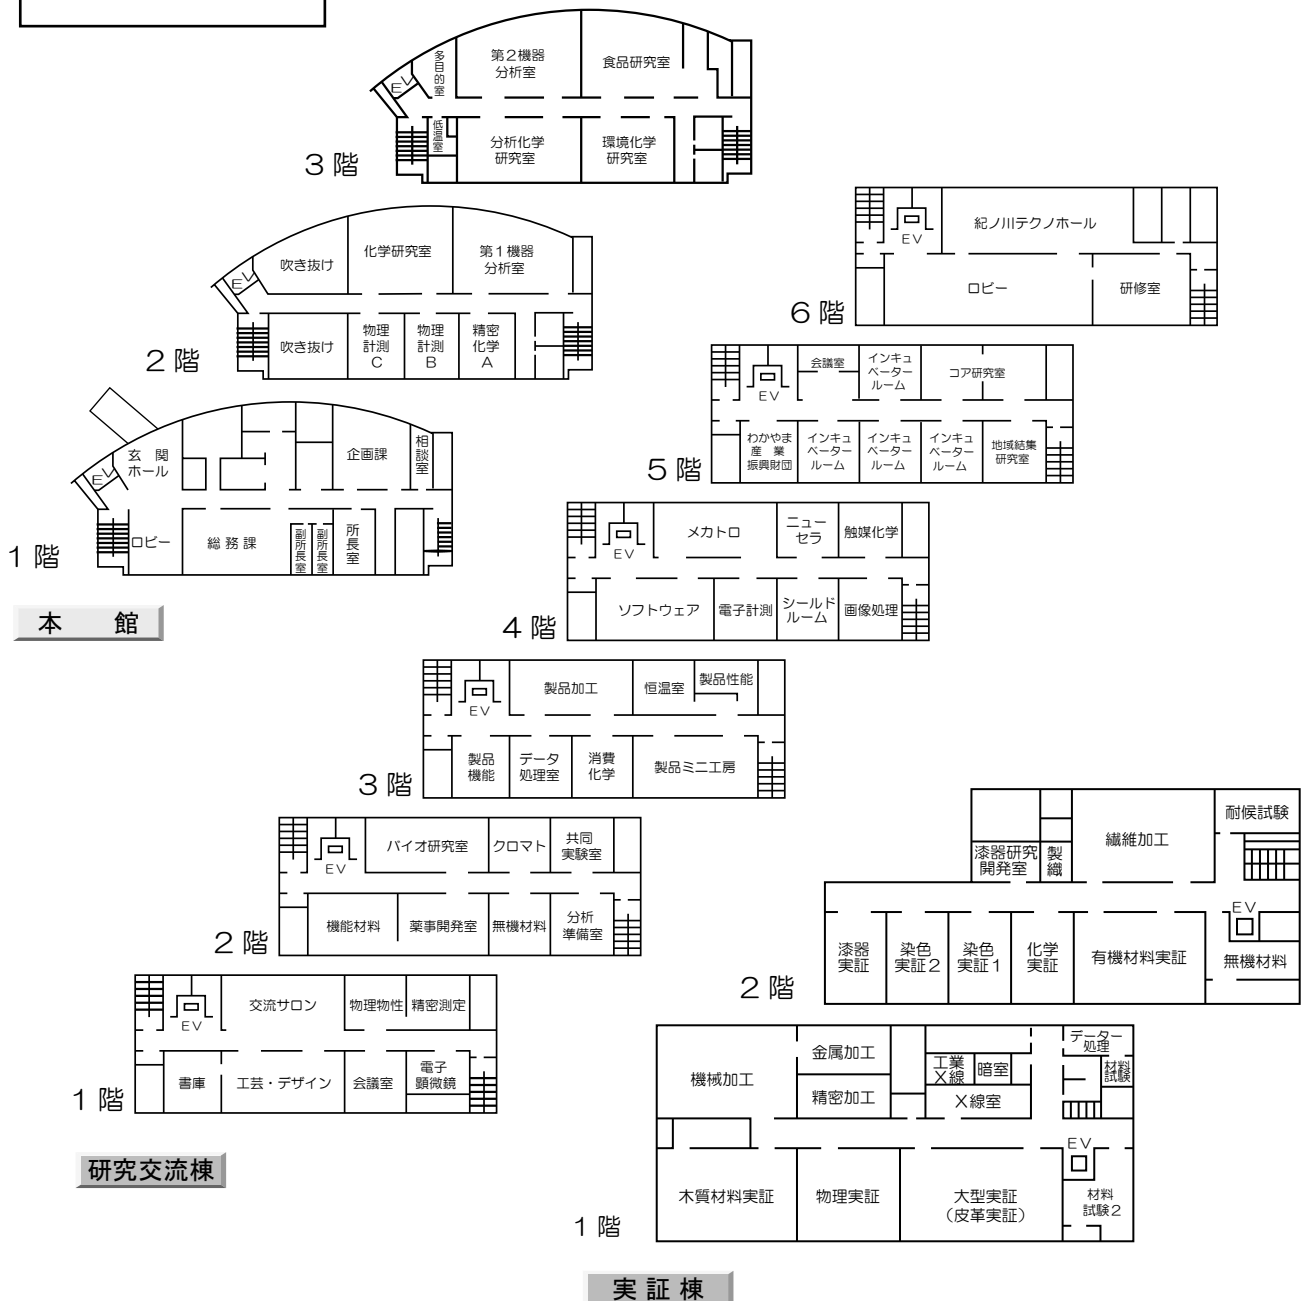 多目的室
第2機器
分析室
食品研究室
EV
低温室
分析化学
研究室
環境化学
研究室
3階
吹き抜け
化学研究室
第1機器
分析室
EV
吹き抜け
物理
計測
C
物理
計測
B
精密
化学
A
2階
玄関
ホール
企画課
相談室
EV
ロビー
総務課
副所長室
副所長室
所長室
1階
本館
紀ノ川テクノホール
EV
ロビー
研修室
6階
会議室
インキュ
ベーター
ルーム
コア研究室
EV
わかやま
産業
振興財団
インキュ
ベーター
ルーム
インキュ
ベーター
ルーム
インキュ
ベーター
ルーム
地域結集
研究室
5階
メカトロ
ニュー
セラ
触媒化学
EV
ソフトウェア
電子計測
シールド
ルーム
画像処理
4階
製品加工
恒温室
製品性能
EV
製品
機能
データ
処理室
消費
化学
製品ミニ工房
3階
バイオ研究室
クロマト
共同
実験室
EV
機能材料
薬事開発室
無機材料
分析
準備室
2階
交流サロン
物理物性
精密測定
EV
書庫
工芸・デザイン
会議室
電子
顕微鏡
1階
研究交流棟
耐候試験
繊維加工
漆器研究
開発室
製織
EV
漆器
実証
染色
実証2
染色
実証1
化学
実証
有機材料実証
無機材料
2階
データー
処理
金属加工
機械加工
工業
X線
暗室
材料
試験
精密加工
X線室
EV
木質材料実証
物理実証
大型実証
(皮革実証)
材料
試験2
1階
実証棟